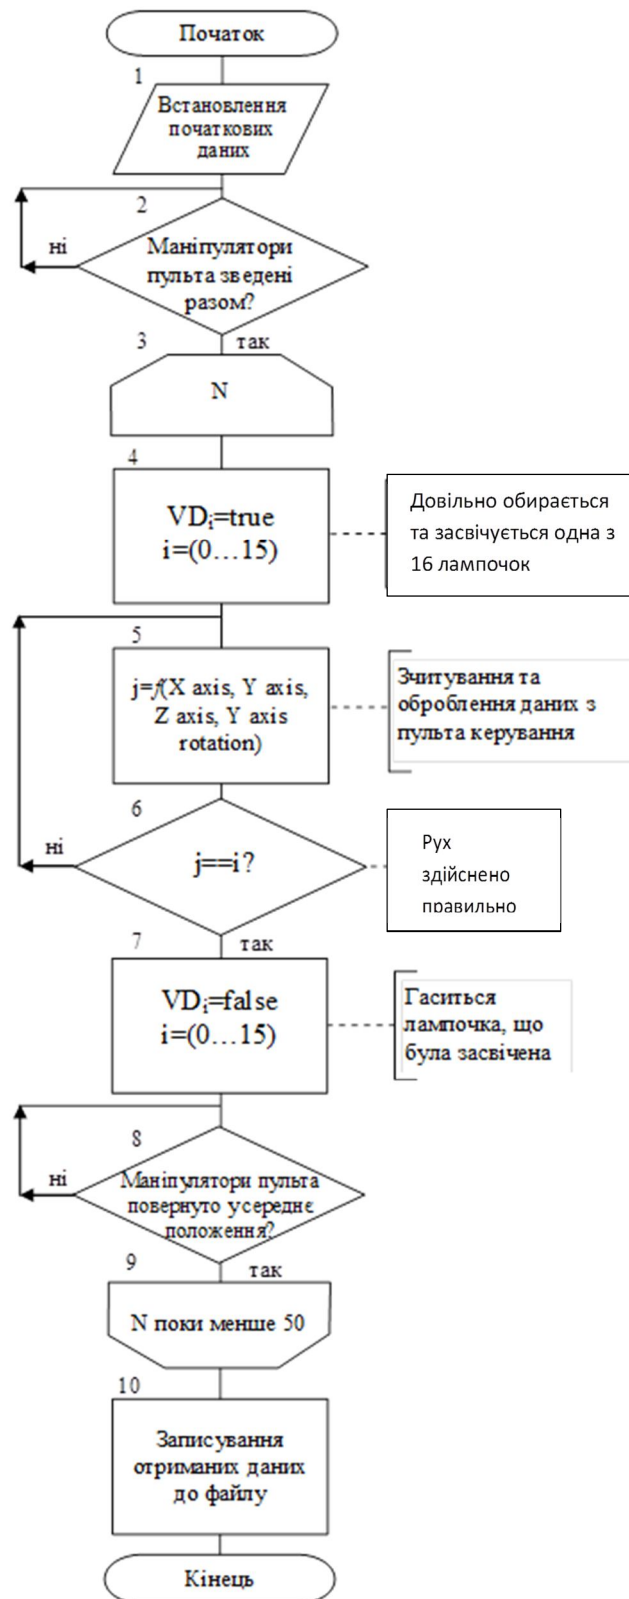 Початок
1
Встановлення
початкових
даних
2
ні
Маніпулятори
пульта зведені
разом?
3
так
N
4
VDᵢ=true
i=(0…15)
Довільно обирається
та засвічується одна з
16 лампочок
5
j=f(X axis, Y axis,
Z axis, Y axis
rotation)
Зчитування та
оброблення даних з
пульта керування
6
ні
j==i?
Рух
здійснено
правильно
7
так
VDᵢ=false
i=(0…15)
Гаситься
лампочка, що
була засвічена
8
ні
Маніпулятори пульта
повернуто усереднє
положення?
9
так
N поки менше 50
10
Записування
отриманих даних
до файлу
Кінець